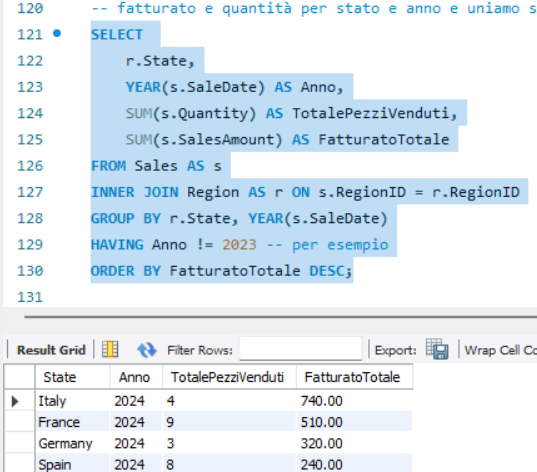 120 -- fatturato e quantità per stato e anno e uniamo s
121 SELECT
122 r.State,
123 YEAR(s.SaleDate) AS Anno,
124 SUM(s.Quantity) AS TotalePezziVenduti,
125 SUM(s.SalesAmount) AS FatturatoTotale
126 FROM Sales AS s
127 INNER JOIN Region AS r ON s.RegionID = r.RegionID
128 GROUP BY r.State, YEAR(s.SaleDate)
129 HAVING Anno != 2023 -- per esempio
130 ORDER BY FatturatoTotale DESC;
131
Result Grid Filter Rows: Export: Wrap Cell Co
State Anno TotalePezziVenduti FatturatoTotale
Italy 2024 4 740.00
France 2024 9 510.00
Germany 2024 3 320.00
Spain 2024 8 240.00